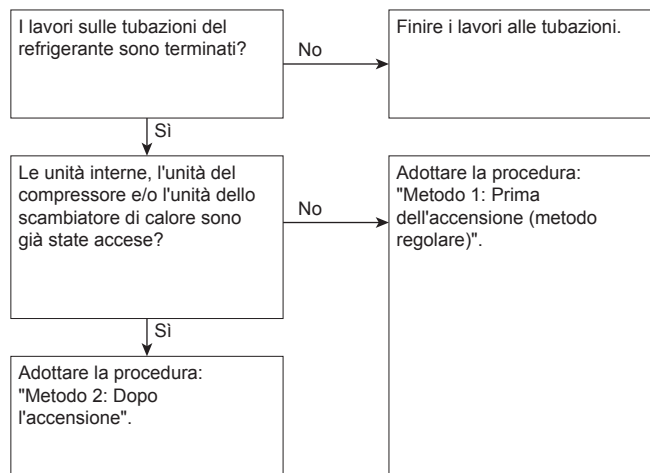 I lavori sulle tubazioni del
refrigerante sono terminati?
No
Finire i lavori alle tubazioni.
Sì
Le unità interne, l'unità del
compressore e/o l'unità dello
scambiatore di calore sono
già state accese?
No
Adottare la procedura:
"Metodo 1: Prima
dell'accensione (metodo
regolare)".
Sì
Adottare la procedura:
"Metodo 2: Dopo
l'accensione".